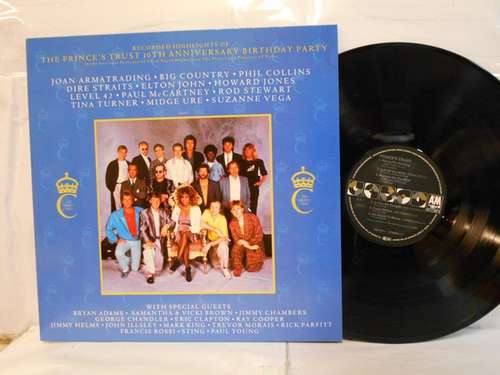 RECORDED HIGHLIGHTS OF
THE PRINCE'S TRUST 10TH ANNIVERSARY BIRTHDAY PARTY
JOAN ARMATRADING • BIG COUNTRY • PHIL COLLINS
DIRE STRAITS • ELTON JOHN • HOWARD JONES
LEVEL 42 • PAUL McCARTNEY • ROD STEWART
TINA TURNER • MIDGE URE • SUZANNE VEGA
WITH SPECIAL GUESTS
BRYAN ADAMS • SAMANTHA & VICKI BROWN • JIMMY CHAMBERS
GEORGE CHANDLER • ERIC CLAPTON • RAY COOPER
JIMMY HELMS • JOHN ILLSLEY • MARK KING • TREVOR MORAIS • RICK PARFITT
FRANCIS ROSSI • STING • PAUL YOUNG
A&M